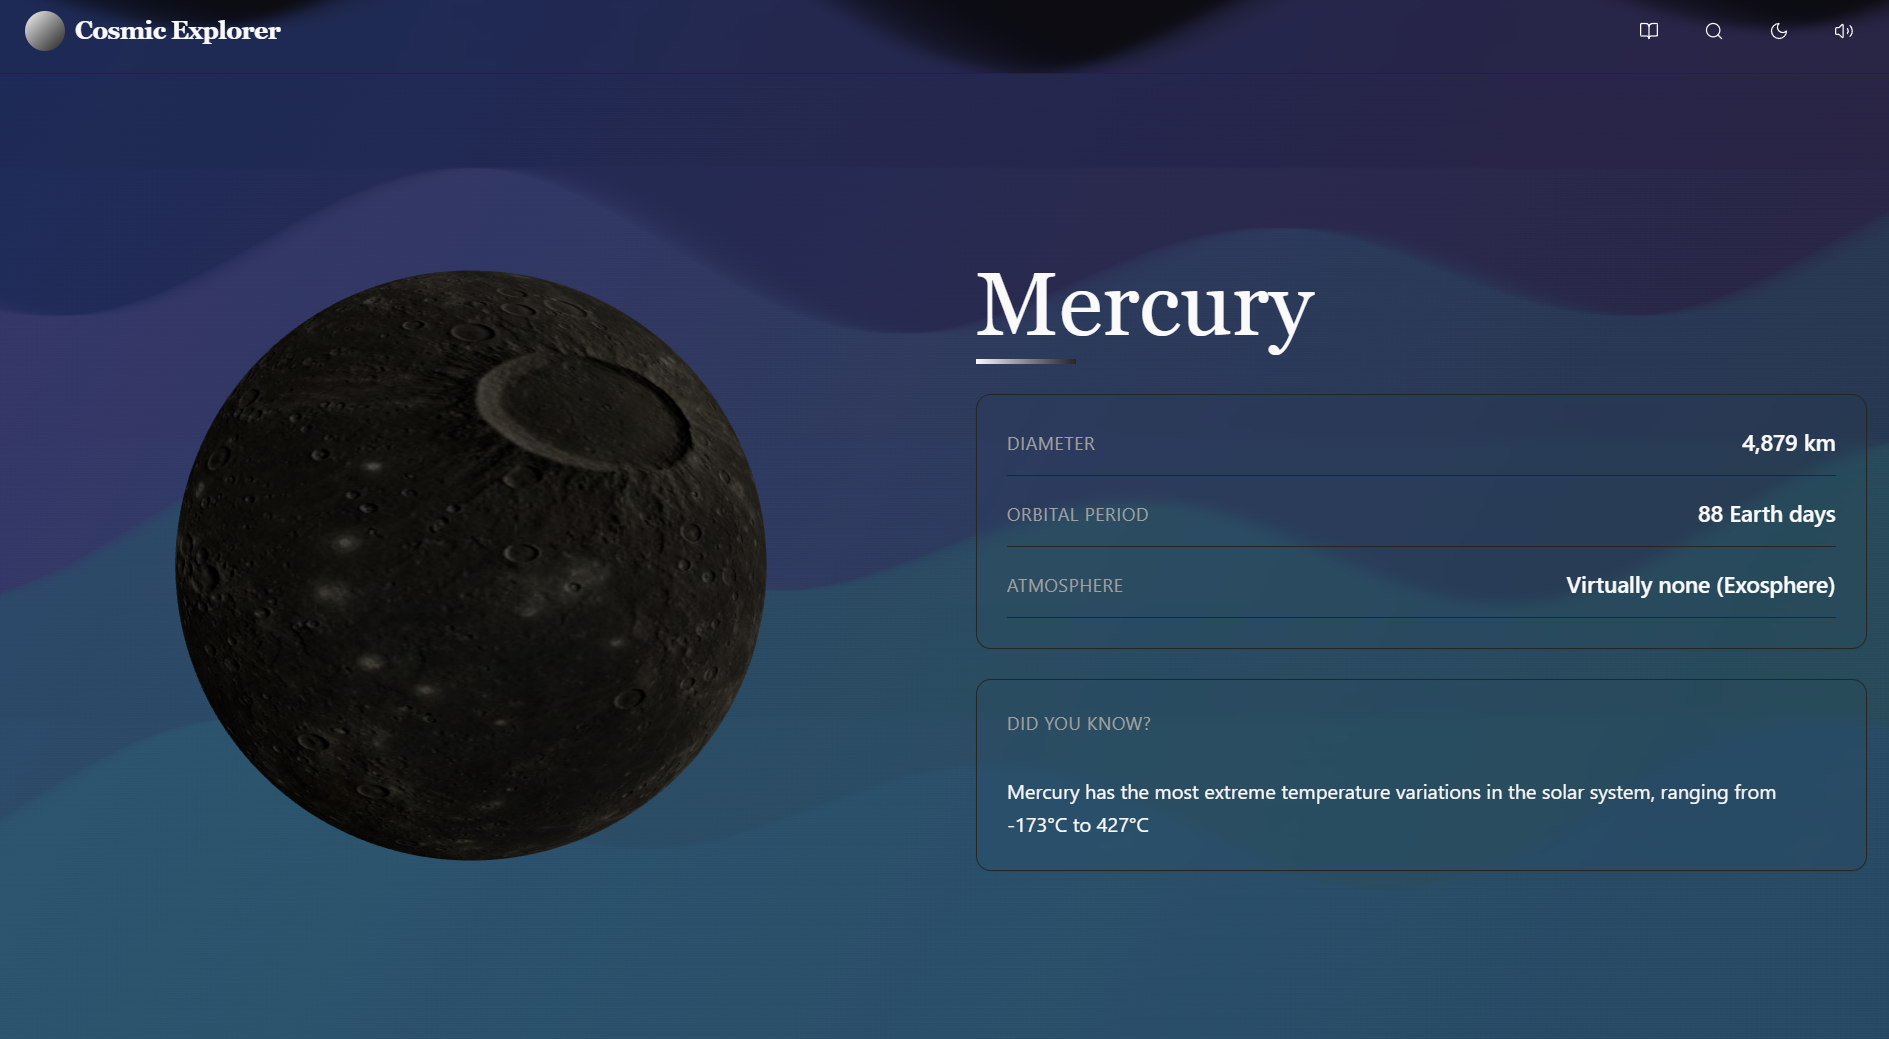 Cosmic Explorer
Mercury
DIAMETER
4,879 km
ORBITAL PERIOD
88 Earth days
ATMOSPHERE
Virtually none (Exosphere)
DID YOU KNOW?
Mercury has the most extreme temperature variations in the solar system, ranging from
-173°C to 427°C